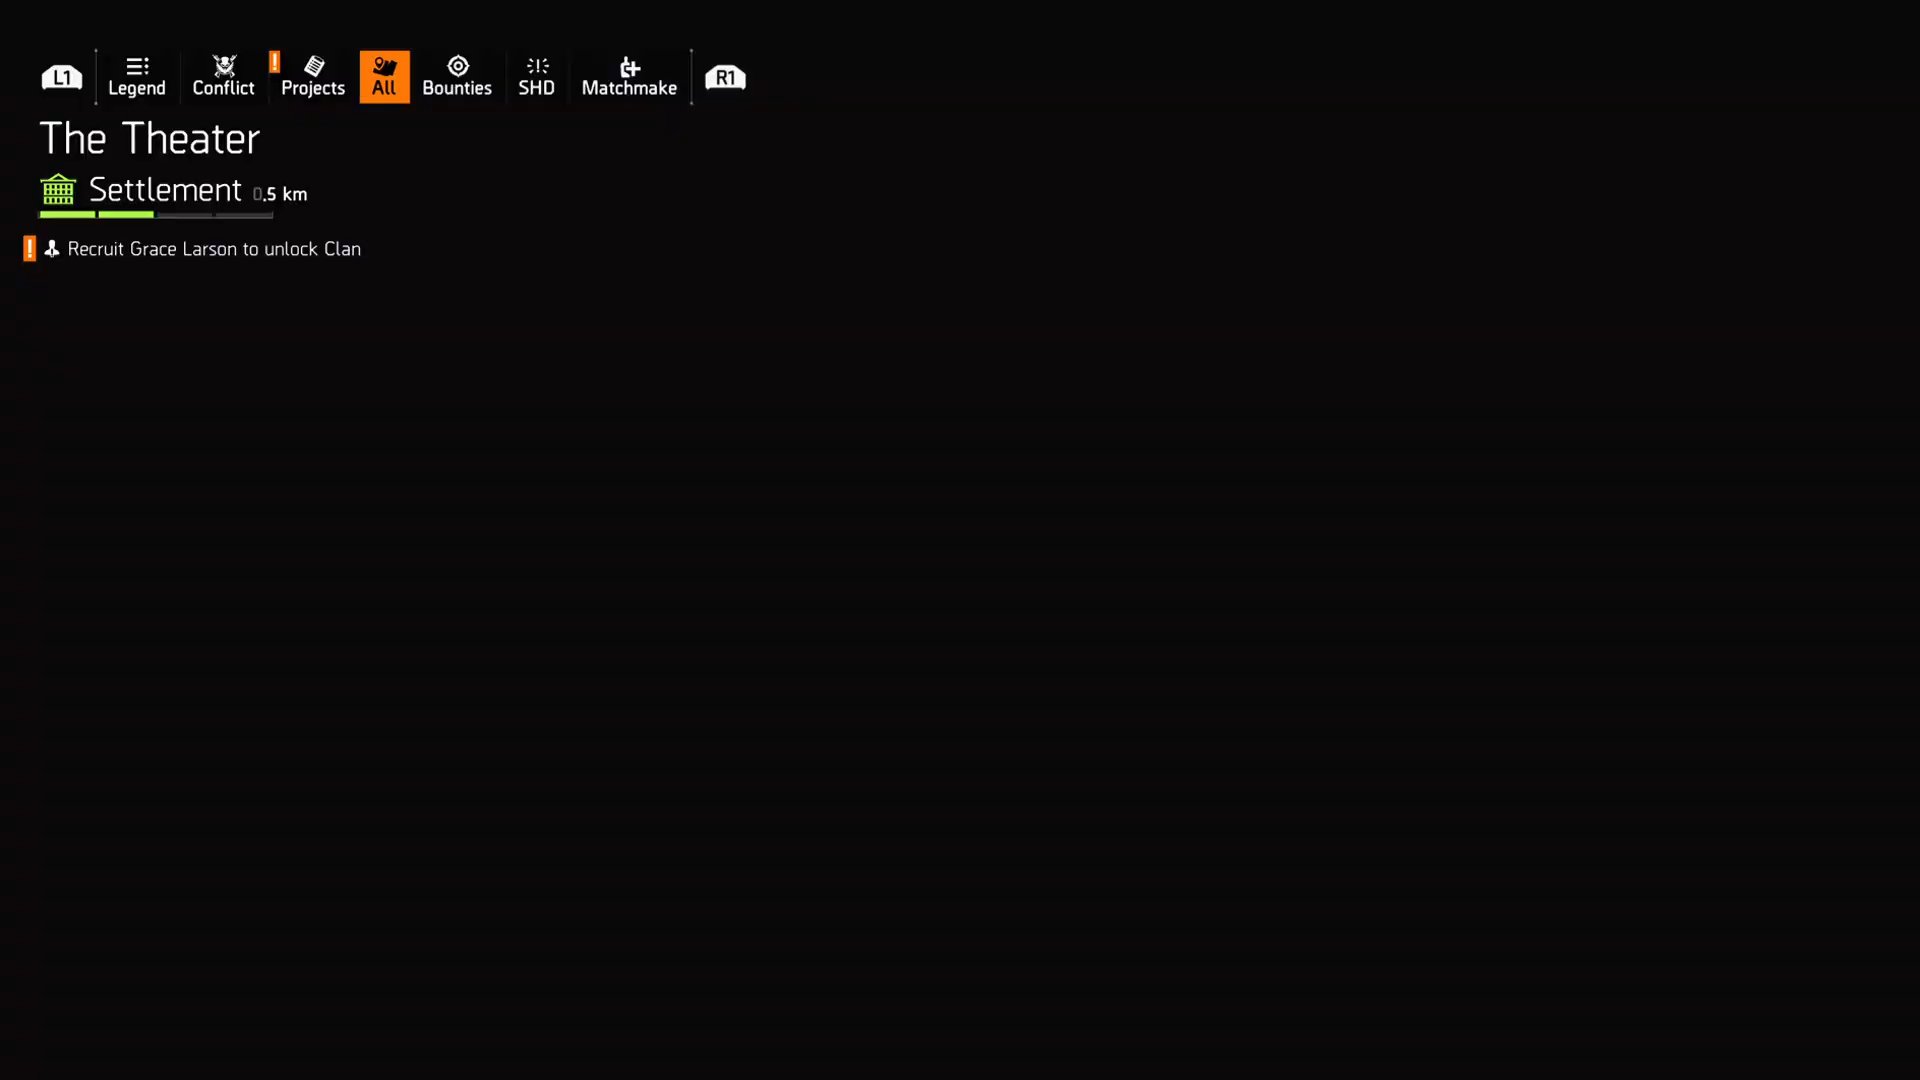 L1 Legend Conflict ! Projects All Bounties SHD Matchmake R1
The Theater
Settlement 0.5 km
! Recruit Grace Larson to unlock Clan